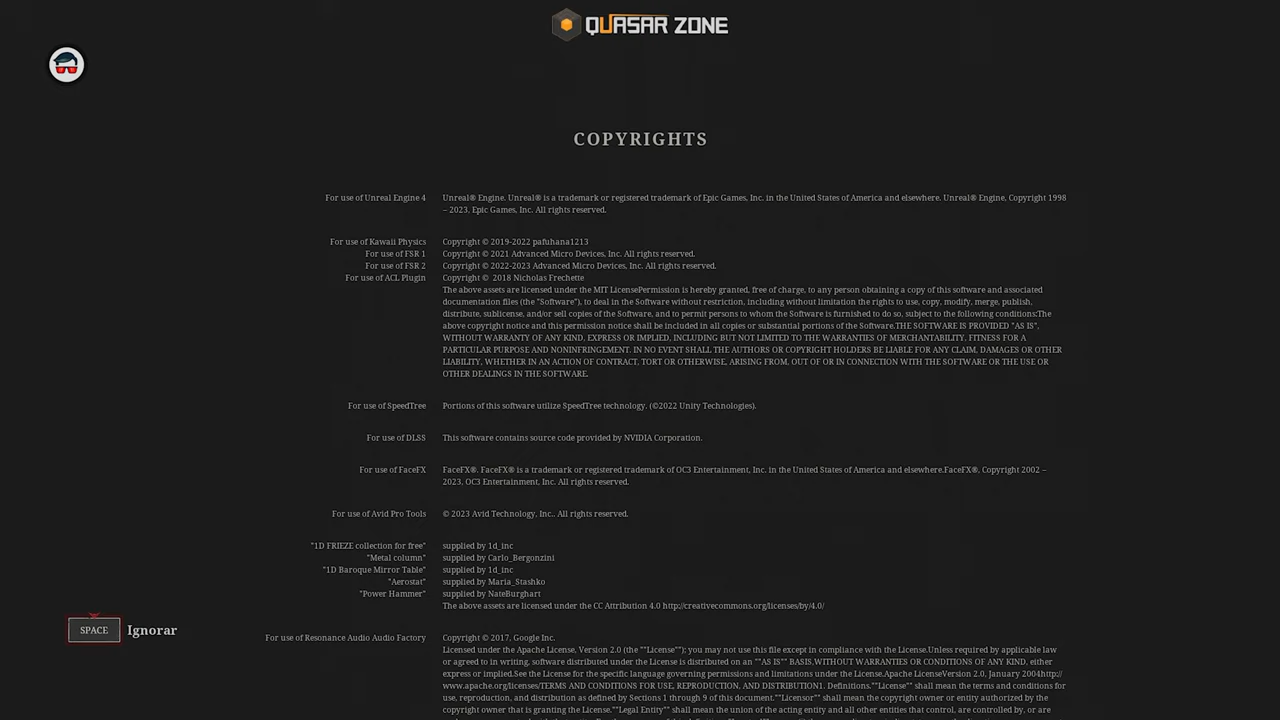 QUASAR ZONE
COPYRIGHTS
For use of Unreal Engine 4 Unreal® Engine. Unreal® is a trademark or registered trademark of Epic Games, Inc. in the United States of America and elsewhere. Unreal® Engine, Copyright 1998
– 2023, Epic Games, Inc. All rights reserved.
For use of Kawaii Physics Copyright © 2019-2022 pafuhana1213
For use of FSR 1 Copyright © 2021 Advanced Micro Devices, Inc. All rights reserved.
For use of FSR 2 Copyright © 2022-2023 Advanced Micro Devices, Inc. All rights reserved.
For use of ACL Plugin Copyright © 2018 Nicholas Frechette
The above assets are licensed under the MIT LicensePermission is hereby granted, free of charge, to any person obtaining a copy of this software and associated
documentation files (the "Software"), to deal in the Software without restriction, including without limitation the rights to use, copy, modify, merge, publish,
distribute, sublicense, and/or sell copies of the Software, and to permit persons to whom the Software is furnished to do so, subject to the following conditions:The
above copyright notice and this permission notice shall be included in all copies or substantial portions of the Software.THE SOFTWARE IS PROVIDED "AS IS",
WITHOUT WARRANTY OF ANY KIND, EXPRESS OR IMPLIED, INCLUDING BUT NOT LIMITED TO THE WARRANTIES OF MERCHANTABILITY, FITNESS FOR A
PARTICULAR PURPOSE AND NONINFRINGEMENT. IN NO EVENT SHALL THE AUTHORS OR COPYRIGHT HOLDERS BE LIABLE FOR ANY CLAIM, DAMAGES OR OTHER
LIABILITY, WHETHER IN AN ACTION OF CONTRACT, TORT OR OTHERWISE, ARISING FROM, OUT OF OR IN CONNECTION WITH THE SOFTWARE OR THE USE OR
OTHER DEALINGS IN THE SOFTWARE.
For use of SpeedTree Portions of this software utilize SpeedTree technology. (©2022 Unity Technologies).
For use of DLSS This software contains source code provided by NVIDIA Corporation.
For use of FaceFX FaceFX®. FaceFX® is a trademark or registered trademark of OC3 Entertainment, Inc. in the United States of America and elsewhere.FaceFX®, Copyright 2002 –
2023, OC3 Entertainment, Inc. All rights reserved.
For use of Avid Pro Tools © 2023 Avid Technology, Inc.. All rights reserved.
"1D FRIEZE collection for free" supplied by 1d_inc
"Metal column" supplied by Carlo_Bergonzini
"1D Baroque Mirror Table" supplied by 1d_inc
"Aerostat" supplied by Maria_Stashko
"Power Hammer" supplied by NateBurghart
The above assets are licensed under the CC Attribution 4.0 http://creativecommons.org/licenses/by/4.0/
SPACE Ignorar
For use of Resonance Audio Audio Factory Copyright © 2017, Google Inc.
Licensed under the Apache License, Version 2.0 (the ""License""); you may not use this file except in compliance with the License.Unless required by applicable law
or agreed to in writing, software distributed under the License is distributed on an ""AS IS"" BASIS,WITHOUT WARRANTIES OR CONDITIONS OF ANY KIND, either
express or implied.See the License for the specific language governing permissions and limitations under the License.Apache LicenseVersion 2.0, January 2004http://
www.apache.org/licenses/TERMS AND CONDITIONS FOR USE, REPRODUCTION, AND DISTRIBUTION1. Definitions.""License"" shall mean the terms and conditions for
use, reproduction, and distribution as defined by Sections 1 through 9 of this document.""Licensor"" shall mean the copyright owner or entity authorized by the
copyright owner that is granting the License.""Legal Entity"" shall mean the union of the acting entity and all other entities that control, are controlled by, or are